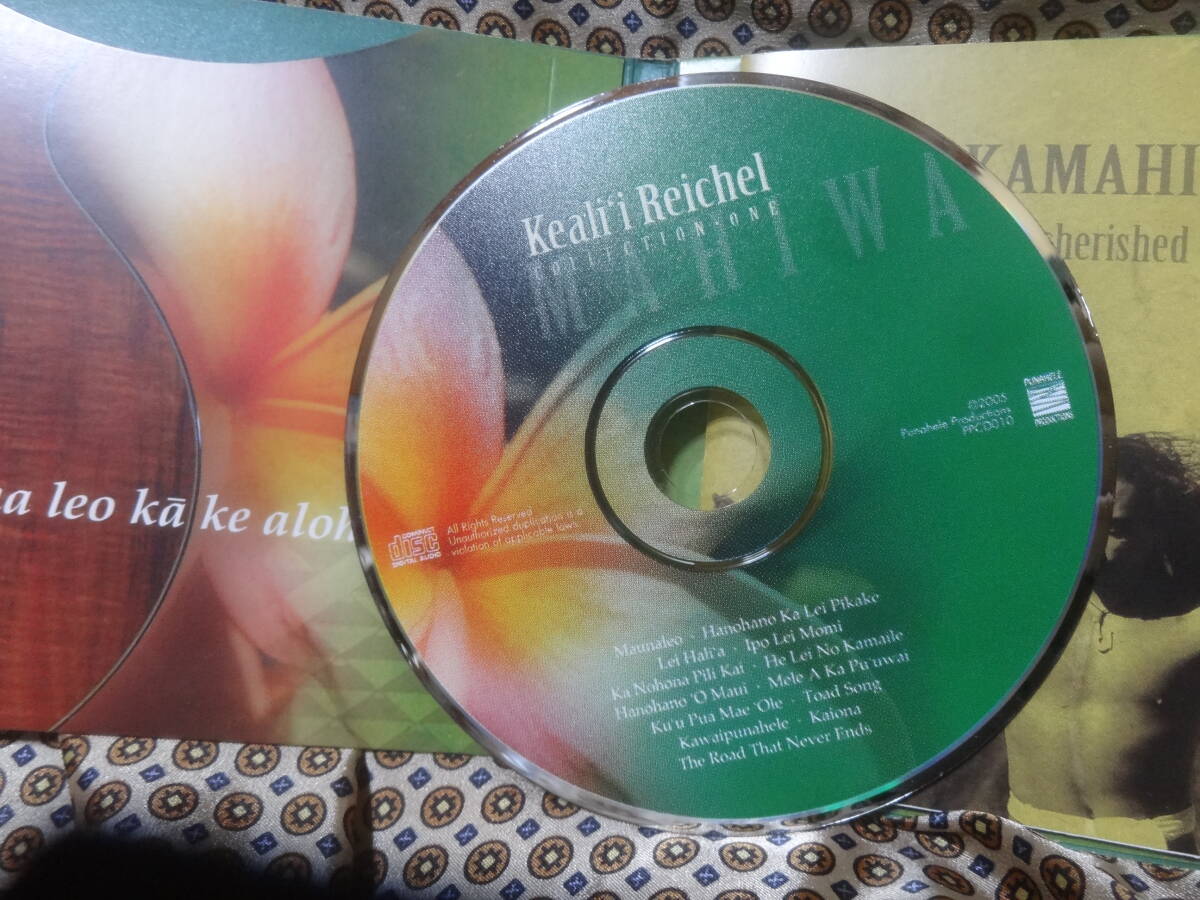 leo kā ke aloh
Keali'i Reichel
COLLECTION ONE
MAHIWA
KAMAHI
cherished
PUNAHELE
PRODUCTIONS
©2005
Punahele Productions
PPCD010
COMPACT
disc
DIGITAL AUDIO
All Rights Reserved
Unauthorized duplication is a
violation of applicable laws.
Maunaleo · Hanohano Ka Lei Pīkake
Lei Hali'a · Ipo Lei Momi
Ka Nohona Pili Kai · He Lei No Kamaile
Hanohano 'O Maui · Mele A Ka Pu'uwai
Ku'u Pua Mae 'Ole · Toad Song
Kawaipunahele · Kaiona
The Road That Never Ends